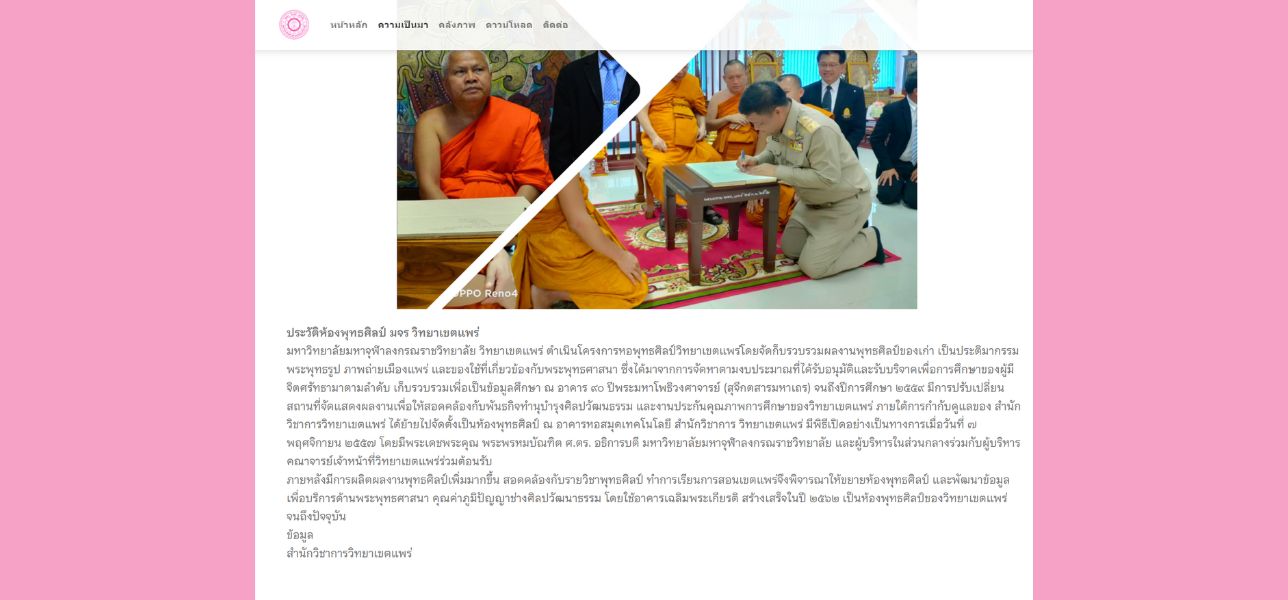 หน้าหลัก ความเป็นมา คลังภาพ ดาวน์โหลด ติดต่อ
OPPO Reno4
ประวัติห้องพุทธศิลป์ มจร วิทยาเขตแพร่
มหาวิทยาลัยมหาจุฬาลงกรณราชวิทยาลัย วิทยาเขตแพร่ ดำเนินโครงการหอพุทธศิลป์วิทยาเขตแพร่โดยจัดก็บรวบรวมผลงานพุทธศิลป์ของเก่า เป็นประติมากรรม
พระพุทธรูป ภาพถ่ายเมืองแพร่ และของใช้ที่เกี่ยวข้องกับพระพุทธศาสนา ซึ่งได้มาจากการจัดหาตามงบประมาณที่ได้รับอนุมัติและรับบริจาคเพื่อการศึกษาของผู้มี
จิตศรัทธามาตามลำดับ เก็บรวบรวมเพื่อเป็นข้อมูลศึกษา ณ อาคาร ๙๐ ปีพระมหาโพธิวงศาจารย์ (สุจีกตสารมหาเถร) จนถึงปีการศึกษา ๒๕๕๙ มีการปรับเปลี่ยน
สถานที่จัดแสดงผลงานเพื่อให้สอดคล้องกับพันธกิจทำนุบำรุงศิลปวัฒนธรรม และงานประกันคุณภาพการศึกษาของวิทยาเขตแพร่ ภายใต้การกำกับดูแลของ สำนัก
วิชาการวิทยาเขตแพร่ ได้ย้ายไปจัดตั้งเป็นห้องพุทธศิลป์ ณ อาคารหอสมุดเทคโนโลยี สำนักวิชาการ วิทยาเขตแพร่ มีพิธีเปิดอย่างเป็นทางการเมื่อวันที่ ๗
พฤศจิกายน ๒๕๕๗ โดยมีพระเดชพระคุณ พระพรหมบัณฑิต ศ.ดร. อธิการบดี มหาวิทยาลัยมหาจุฬาลงกรณราชวิทยาลัย และผู้บริหารในส่วนกลางร่วมกับผู้บริหาร
คณาจารย์เจ้าหน้าที่วิทยาเขตแพร่ร่วมต้อนรับ
ภายหลังมีการผลิตผลงานพุทธศิลป์เพิ่มมากขึ้น สอดคล้องกับรายวิชาพุทธศิลป์ ทำการเรียนการสอนเขตแพร่จึงพิจารณาให้ขยายห้องพุทธศิลป์ และพัฒนาข้อมูล
เพื่อบริการด้านพระพุทธศาสนา คุณค่าภูมิปัญญาช่างศิลปวัฒนาธรรม โดยใช้อาคารเฉลิมพระเกียรติ สร้างเสร็จในปี ๒๕๖๒ เป็นห้องพุทธศิลป์ของวิทยาเขตแพร่
จนถึงปัจจุบัน
ข้อมูล
สำนักวิชาการวิทยาเขตแพร่